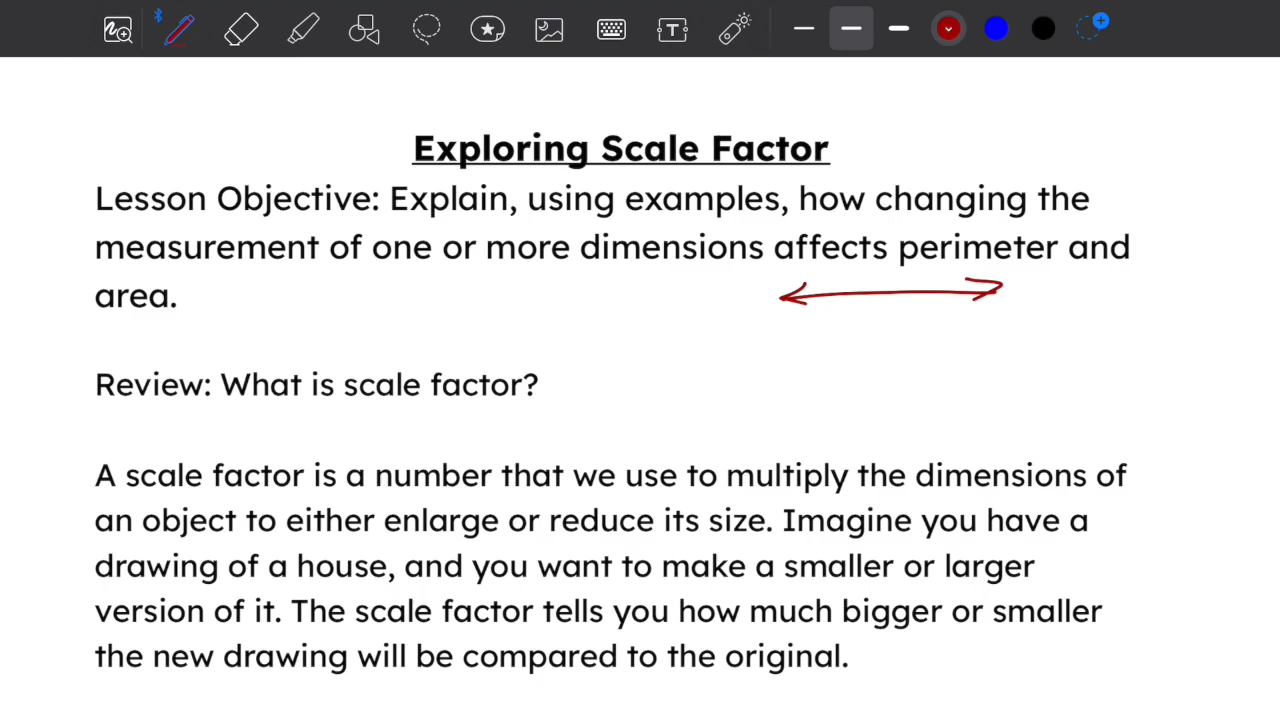 Exploring Scale Factor
Lesson Objective: Explain, using examples, how changing the
measurement of one or more dimensions affects perimeter and
area.
Review: What is scale factor?
A scale factor is a number that we use to multiply the dimensions of
an object to either enlarge or reduce its size. Imagine you have a
drawing of a house, and you want to make a smaller or larger
version of it. The scale factor tells you how much bigger or smaller
the new drawing will be compared to the original.